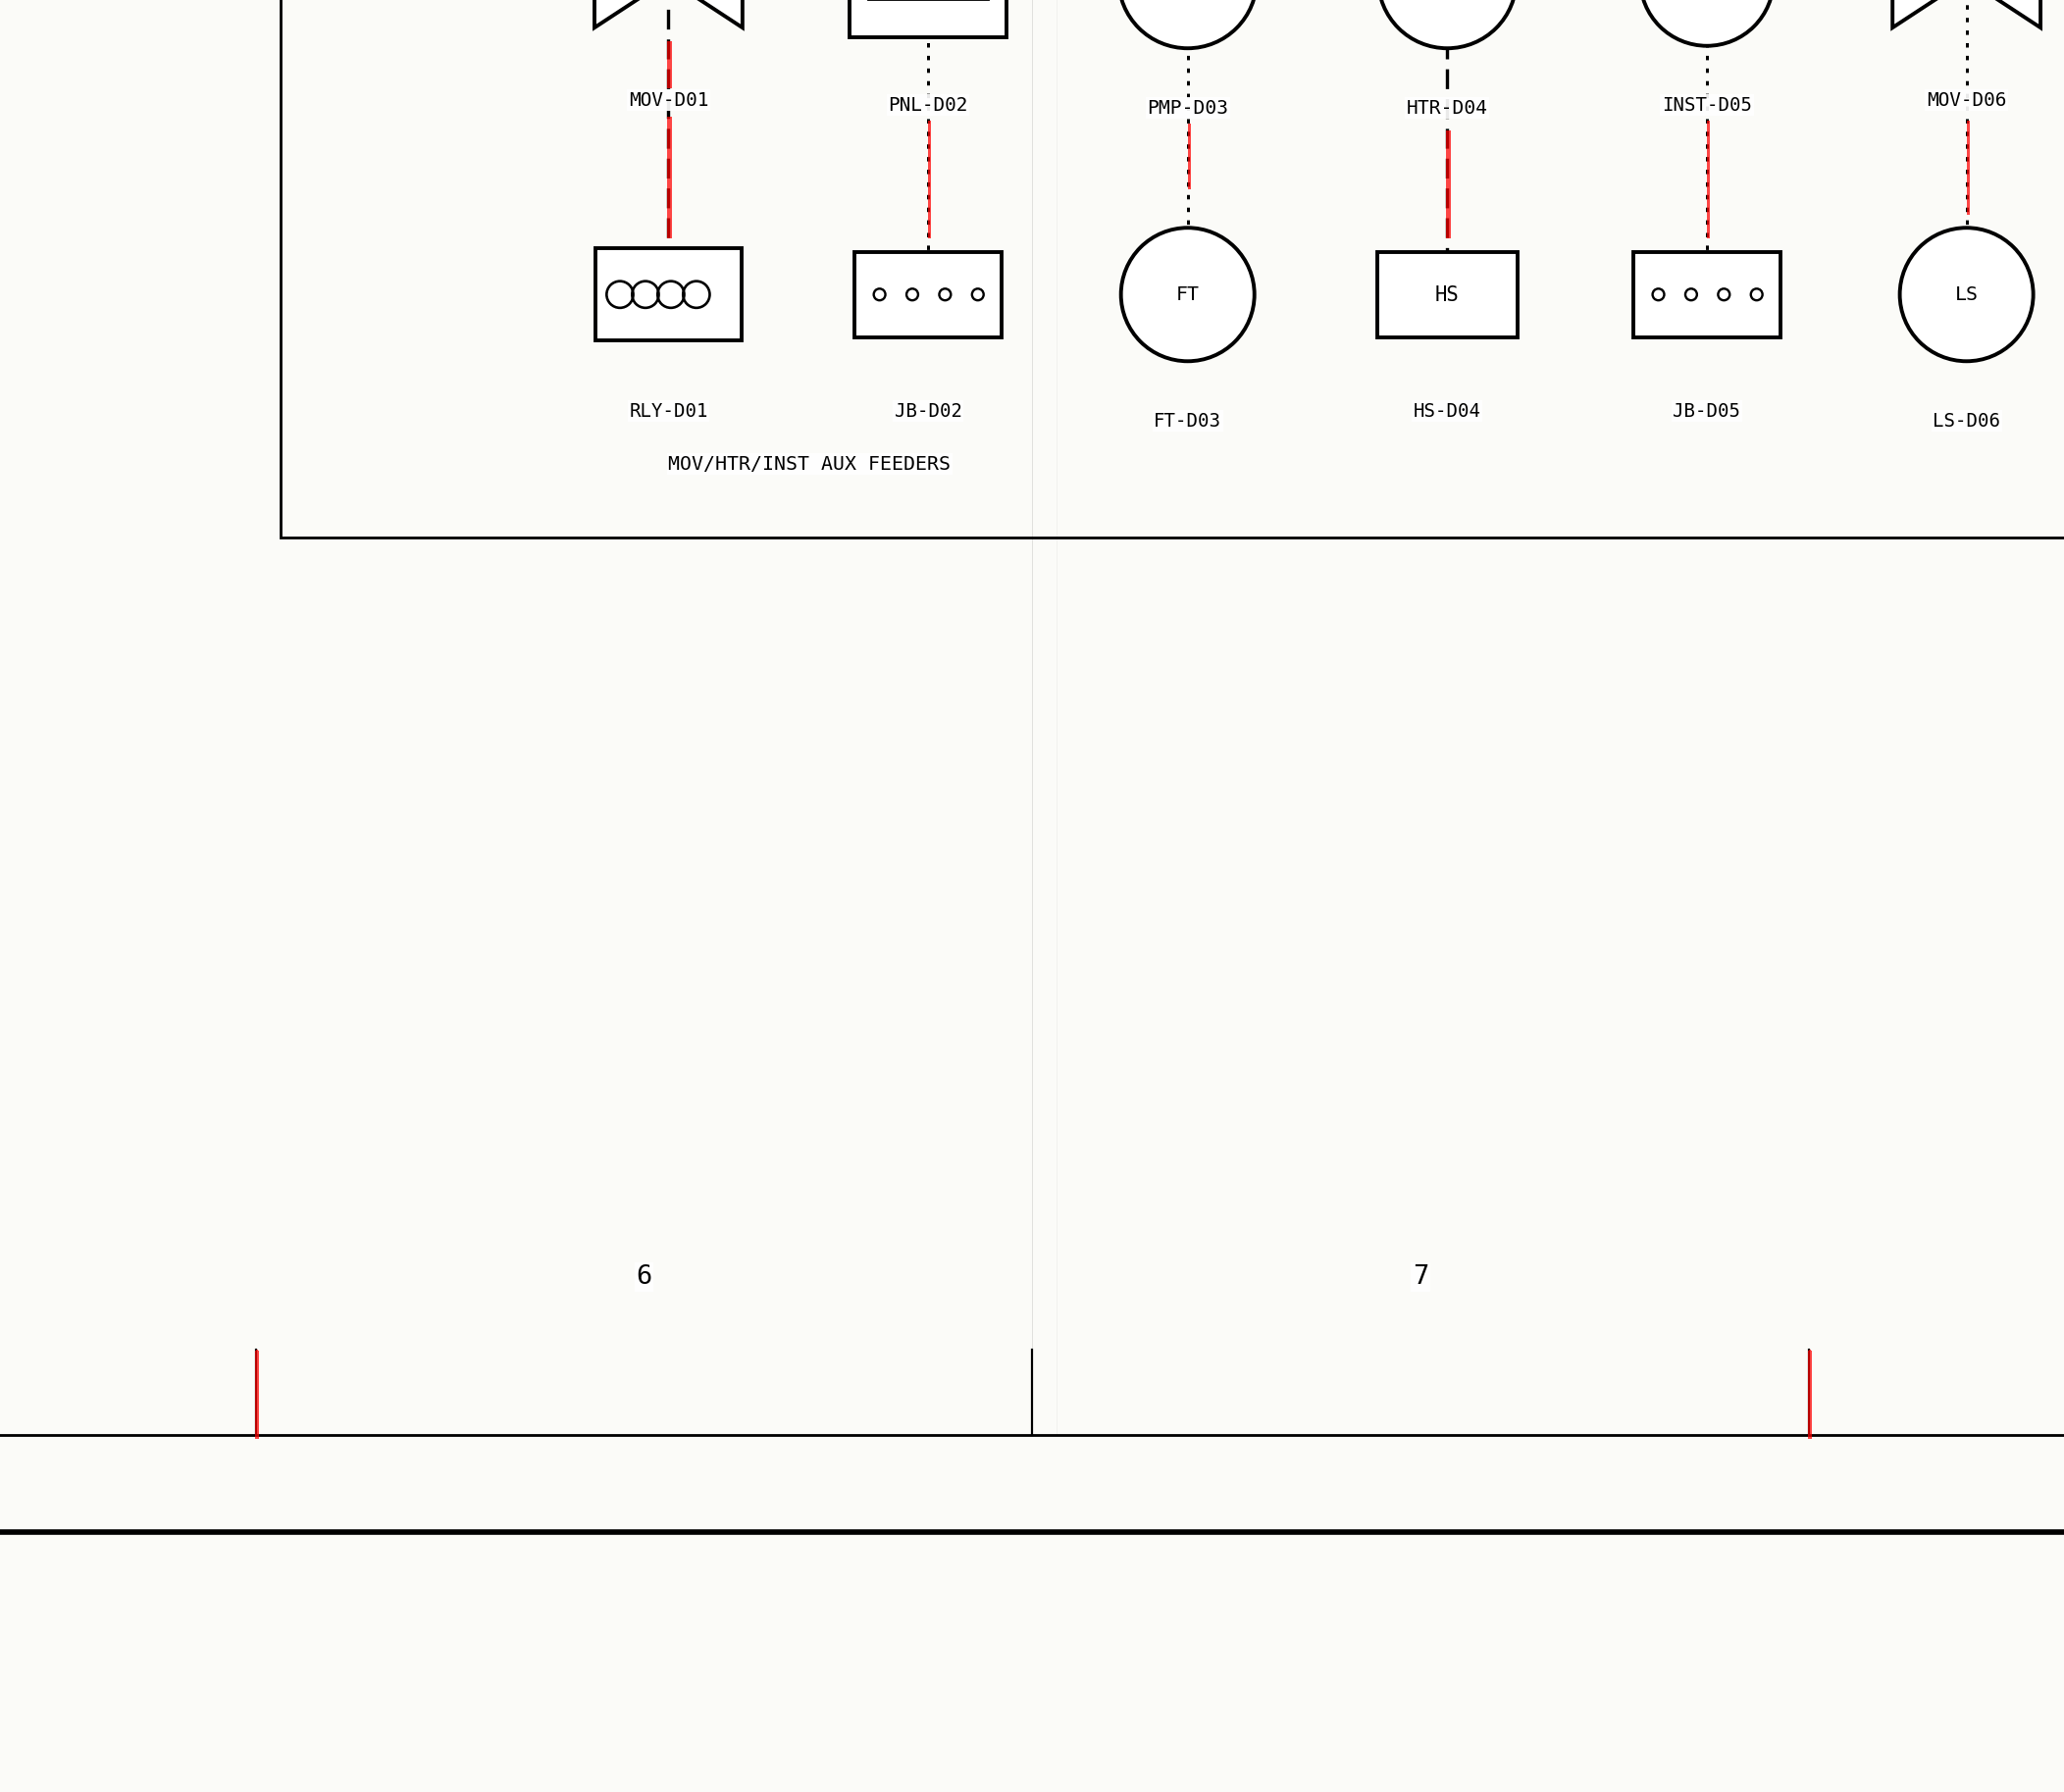 MOV-D01 PNL-D02 PMP-D03 HTR-D04 INST-D05 MOV-D06
FT HS LS
RLY-D01 JB-D02 FT-D03 HS-D04 JB-D05 LS-D06
MOV/HTR/INST AUX FEEDERS
6 7